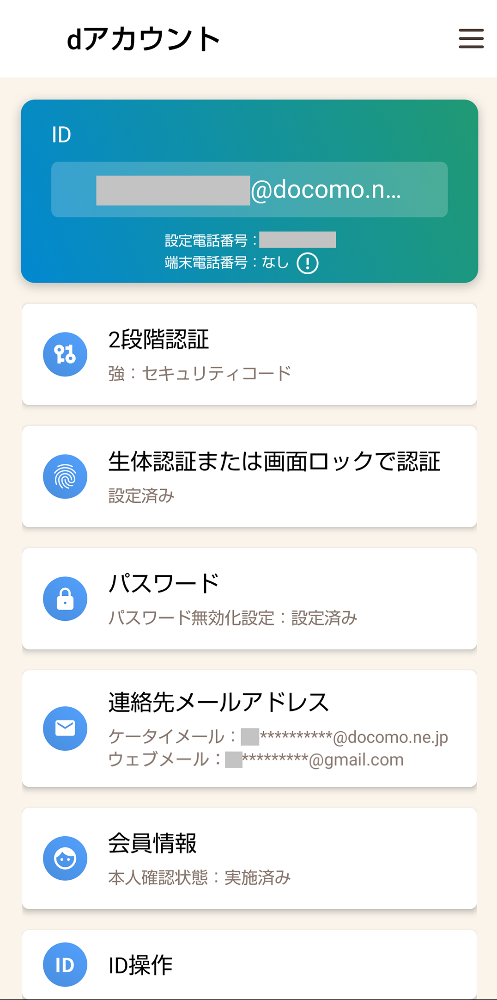 dアカウント
ID
@docomo.n...
設定電話番号：
端末電話番号：なし
2段階認証
強：セキュリティコード
生体認証または画面ロックで認証
設定済み
パスワード
パスワード無効化設定：設定済み
連絡先メールアドレス
ケータイメール：**********@docomo.ne.jp
ウェブメール：*********@gmail.com
会員情報
本人確認状態：実施済み
ID
ID操作